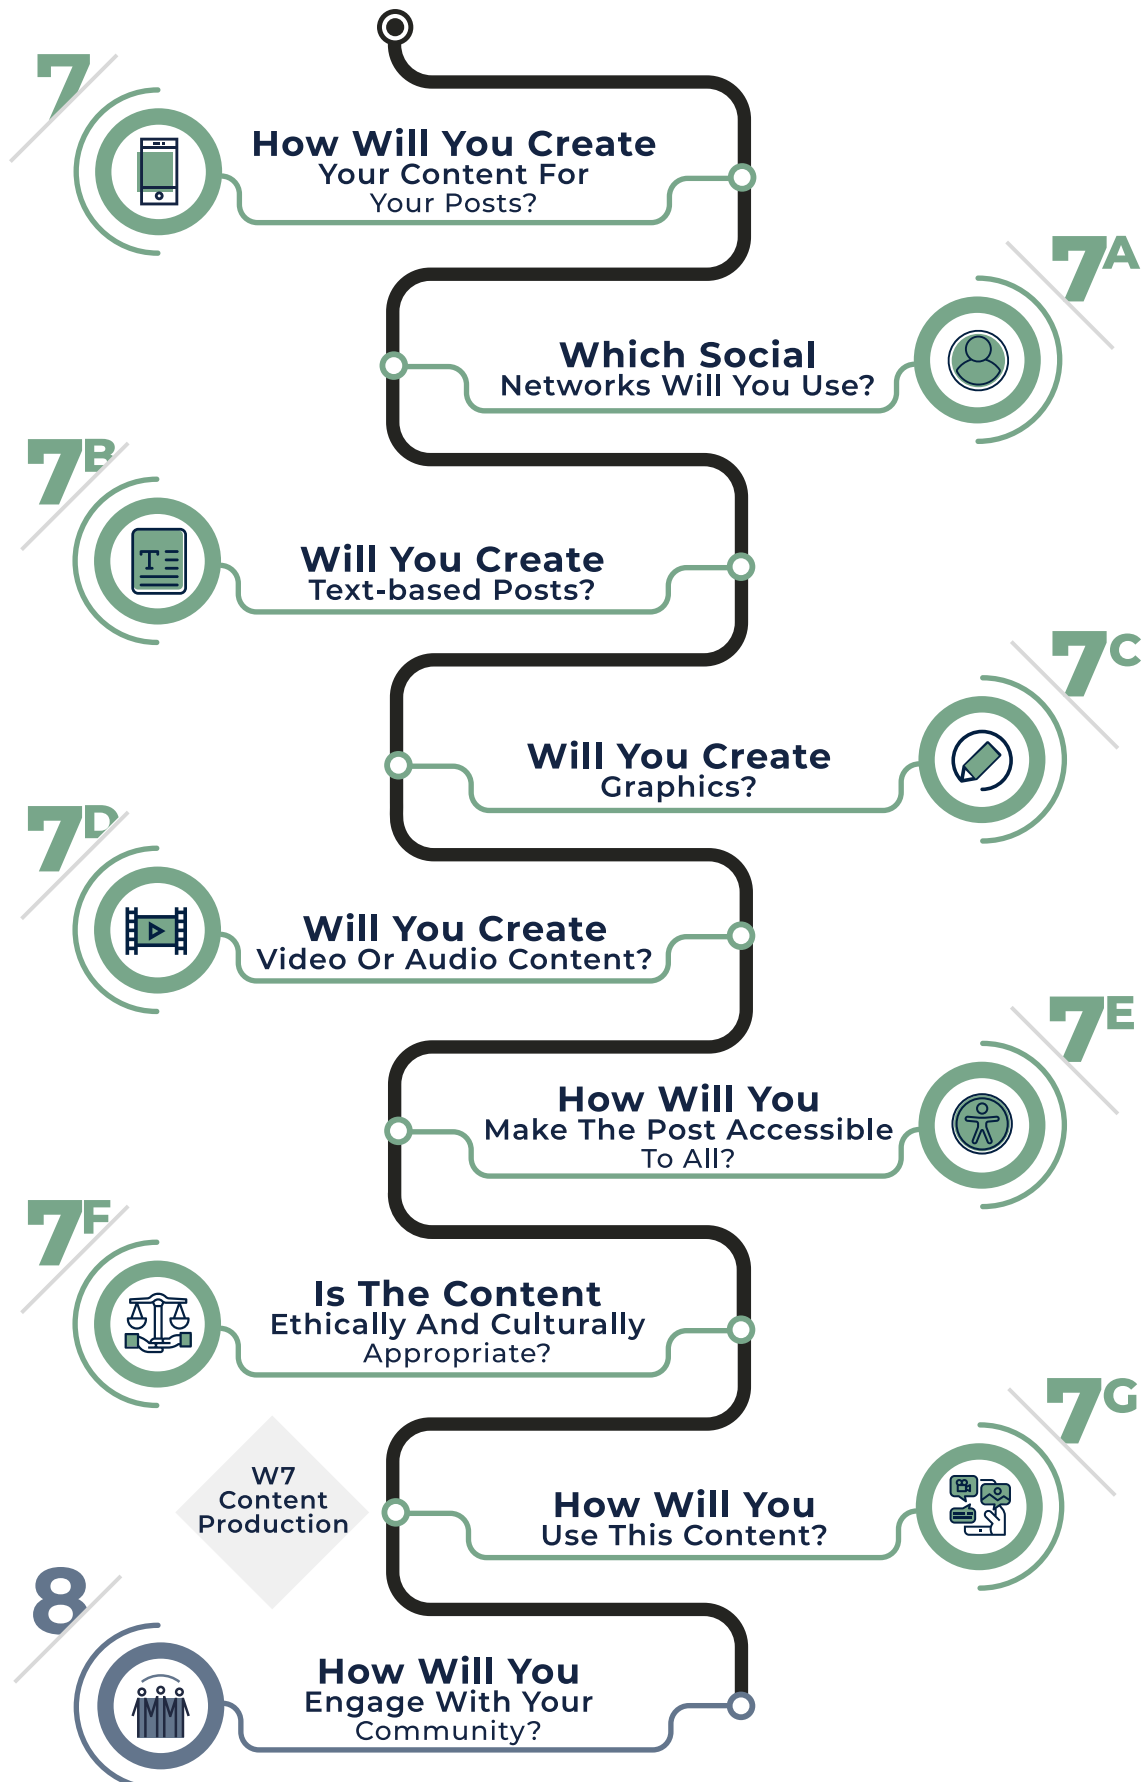 7
How Will You Create
Your Content For
Your Posts?
7A
Which Social
Networks Will You Use?
7B
Will You Create
Text-based Posts?
7C
Will You Create
Graphics?
7D
Will You Create
Video Or Audio Content?
7E
How Will You
Make The Post Accessible
To All?
7F
Is The Content
Ethically And Culturally
Appropriate?
7G
How Will You
Use This Content?
W7
Content
Production
8
How Will You
Engage With Your
Community?